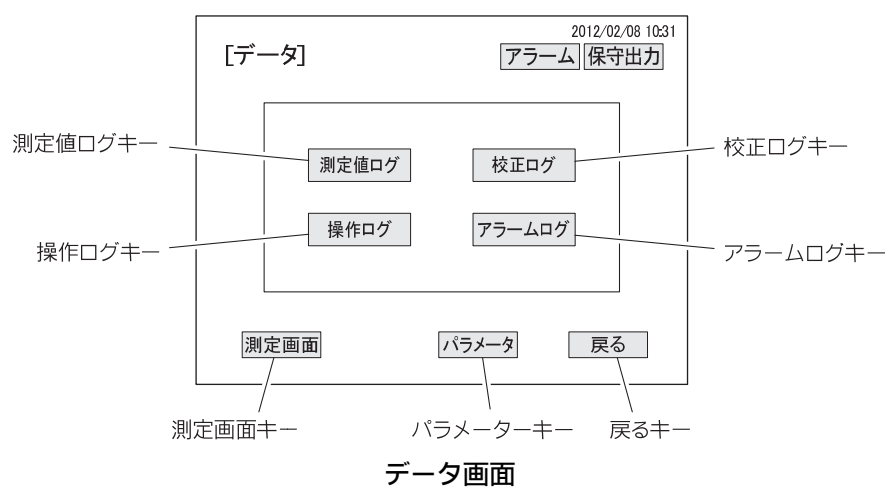 2012/02/08 10:31
[データ]
アラーム 保守出力
測定値ログキー
測定値ログ
校正ログ
校正ログキー
操作ログキー
操作ログ
アラームログ
アラームログキー
測定画面
パラメータ
戻る
測定画面キー
パラメーターキー
戻るキー
データ画面